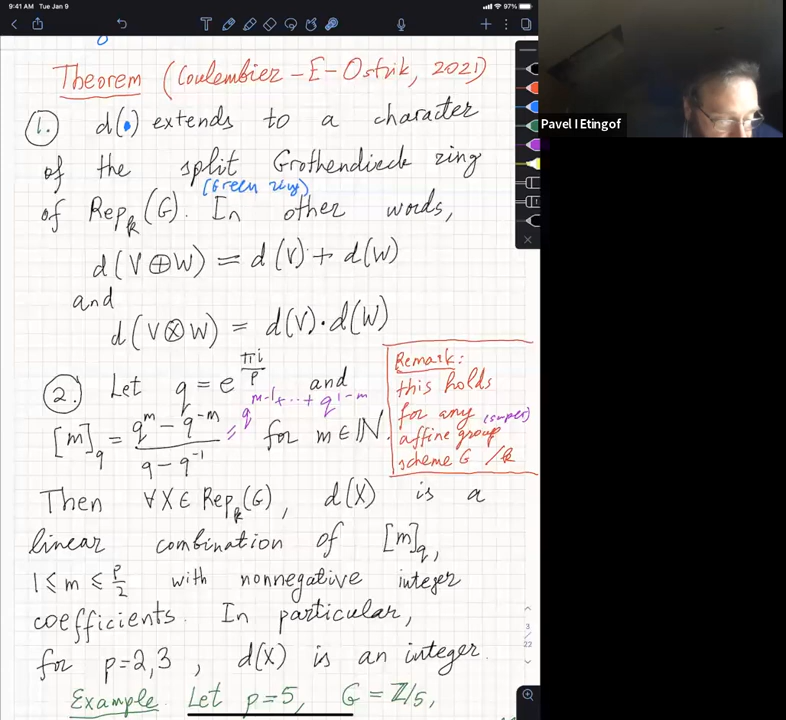 9:41 AM Tue Jan 9
97%
Theorem (Coulembier - E - Ostrik, 2021)
1. d(•) extends to a character
of the split Grothendieck ring
(Green ring)
of Rep_k(G). In other words,
d(V⊕W) = d(V) + d(W)
and
d(V⊗W) = d(V)·d(W)
2. Let q = e^{πi/p} and
[m]_q = (q^m - q^{-m})/(q - q^{-1}) = q^{m-1} + ... + q^{1-m} for m ∈ ℕ.
Remark:
this holds
for any (super)
affine group
scheme G /k
Then ∀X ∈ Rep_k(G), d(X) is a
linear combination of [m]_q,
1 ≤ m ≤ p/2 with nonnegative integer
coefficients. In particular,
for p=2,3, d(X) is an integer.
Example. Let p=5, G = ℤ/5,
Pavel I Etingof
3
/
22